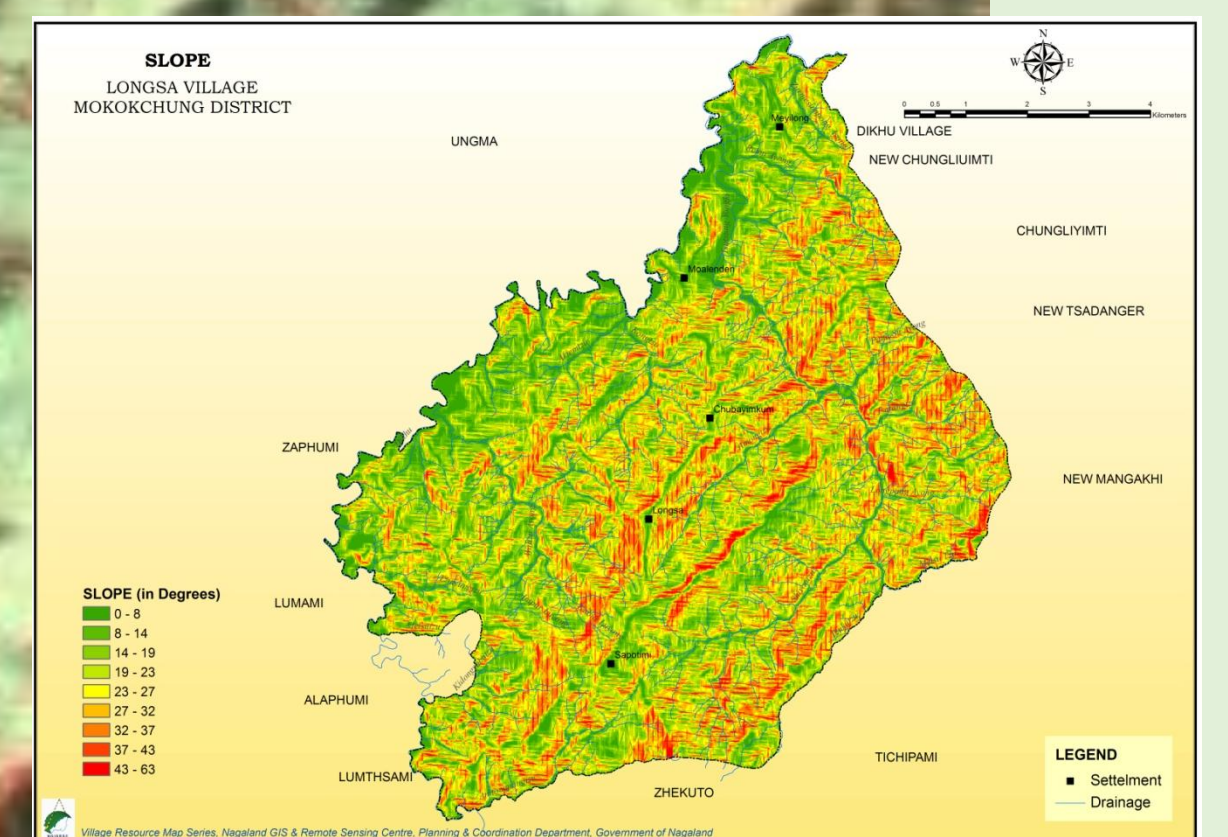 SLOPE
LONGSA VILLAGE
MOKOKCHUNG DISTRICT
N
W E
S
0 0.5 1 2 3 4
Kilometers
UNGMA
Meyilong
DIKHU VILLAGE
NEW CHUNGLIUIMTI
CHUNGLIYIMTI
Moalenden
NEW TSADANGER
Chubayimkum
ZAPHUMI
NEW MANGAKHI
Longsa
LUMAMI
Sapotimi
ALAPHUMI
LUMTHSAMI
TICHIPAMI
ZHEKUTO
SLOPE (in Degrees)
0 - 8
8 - 14
14 - 19
19 - 23
23 - 27
27 - 32
32 - 37
37 - 43
43 - 63
LEGEND
Settelment
Drainage
Village Resource Map Series, Nagaland GIS & Remote Sensing Centre, Planning & Coordination Department, Government of Nagaland